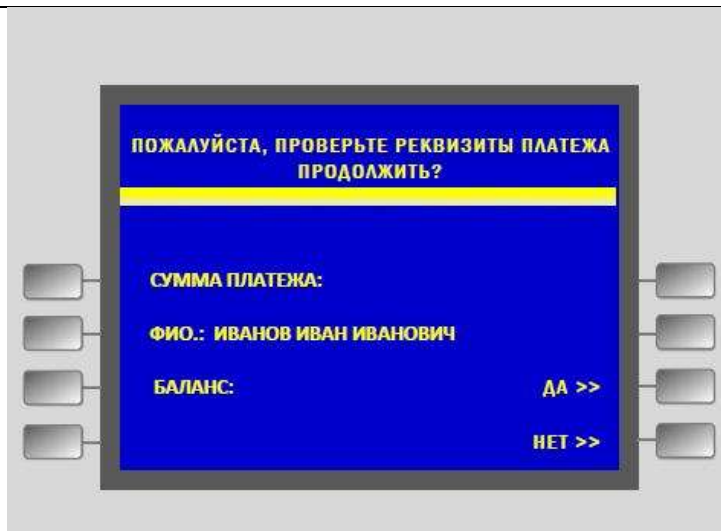 ПОЖАЛУЙСТА, ПРОВЕРЬТЕ РЕКВИЗИТЫ ПЛАТЕЖА
ПРОДОЛЖИТЬ?
СУММА ПЛАТЕЖА:
ФИО.: ИВАНОВ ИВАН ИВАНОВИЧ
БАЛАНС:
ДА >>
НЕТ >>